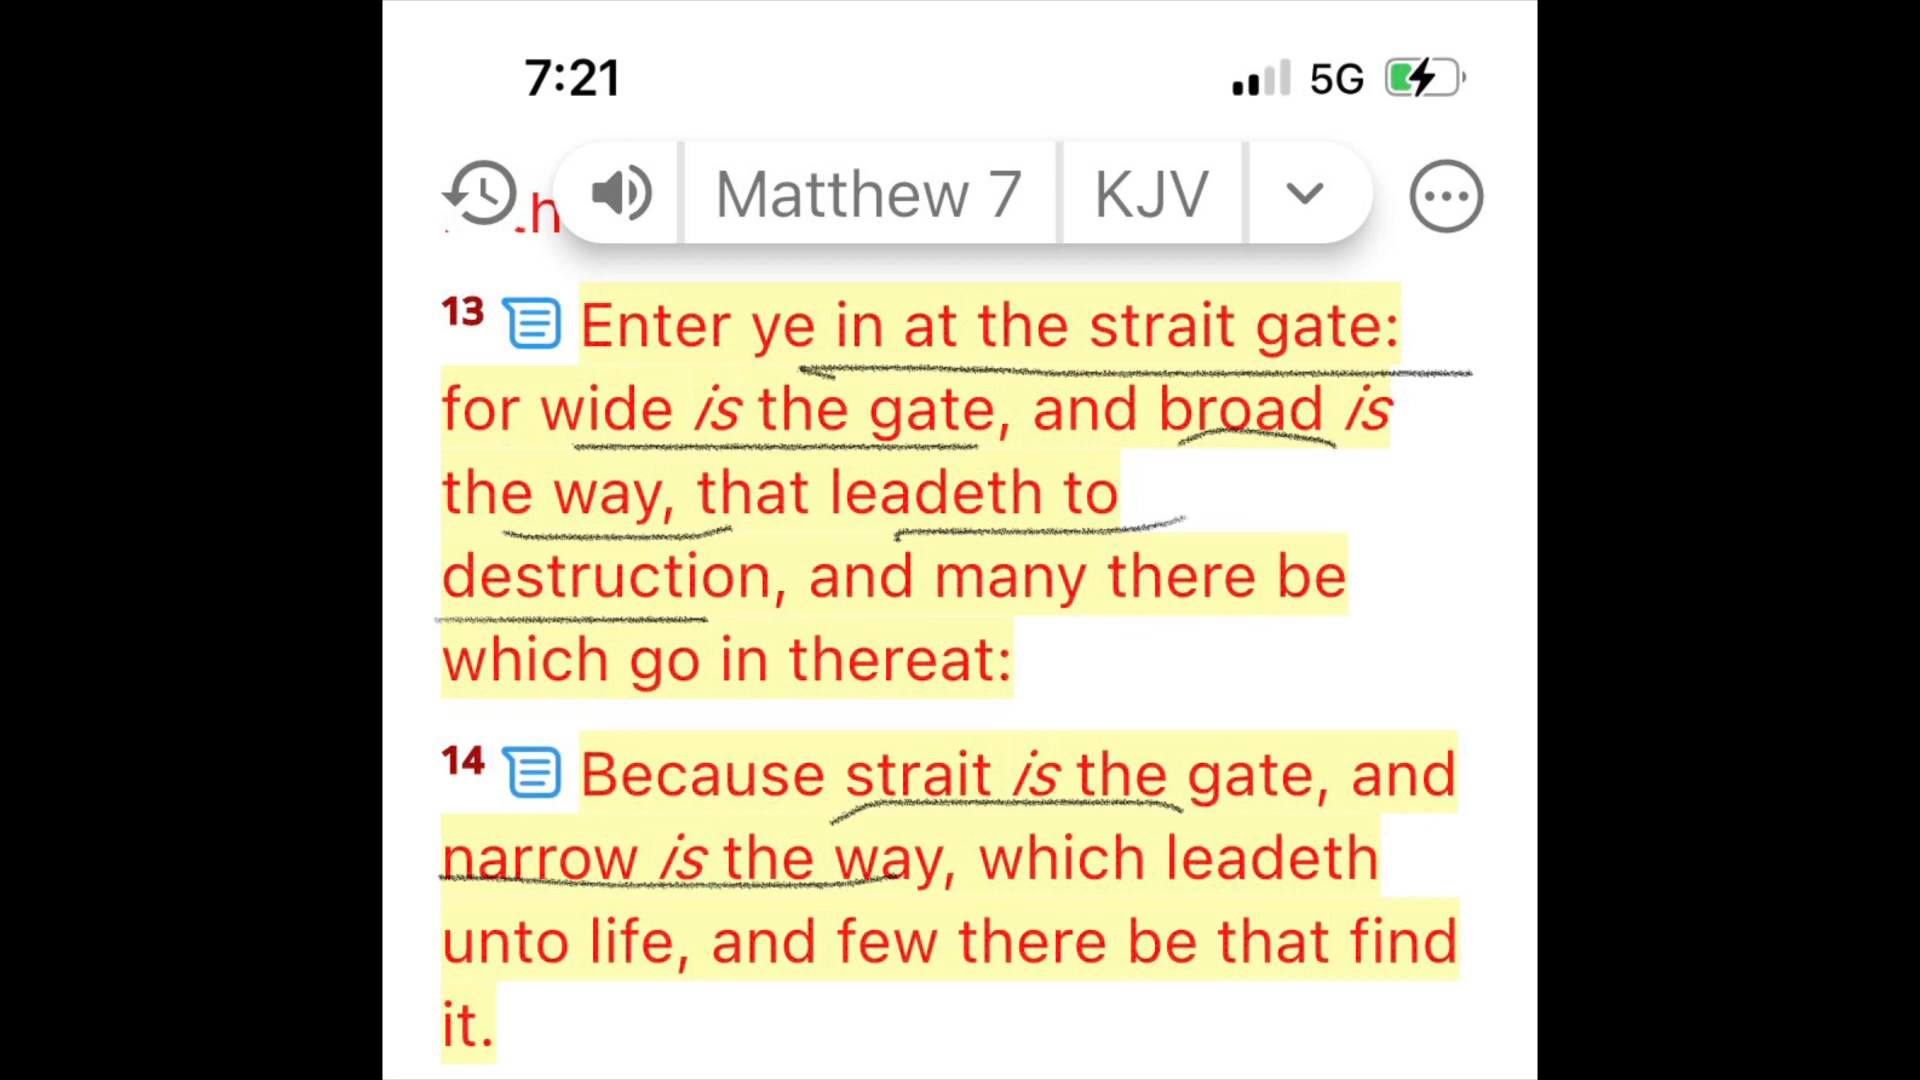 7:21 5G
Matthew 7 KJV
13 Enter ye in at the strait gate:
for wide is the gate, and broad is
the way, that leadeth to
destruction, and many there be
which go in thereat:
14 Because strait is the gate, and
narrow is the way, which leadeth
unto life, and few there be that find
it.